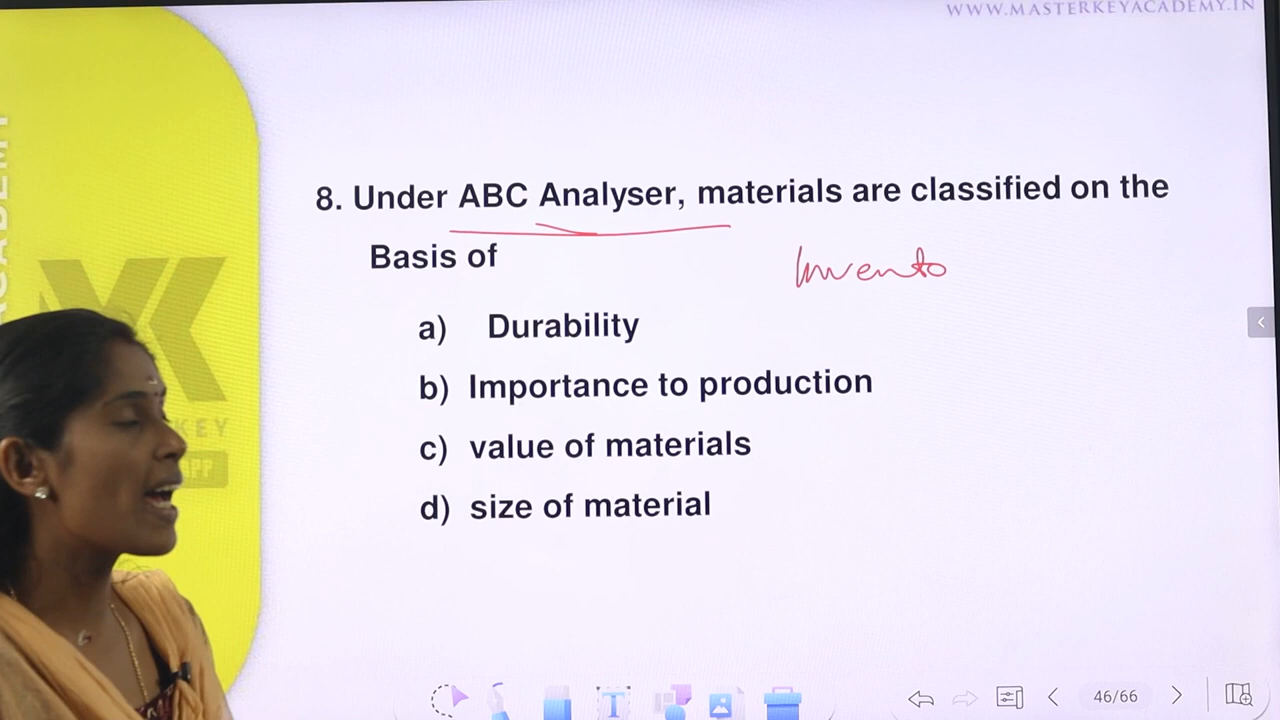 WWW.MASTERKEYACADEMY.IN
8. Under ABC Analyser, materials are classified on the
Basis of
Invento
a) Durability
b) Importance to production
c) value of materials
d) size of material
46/66